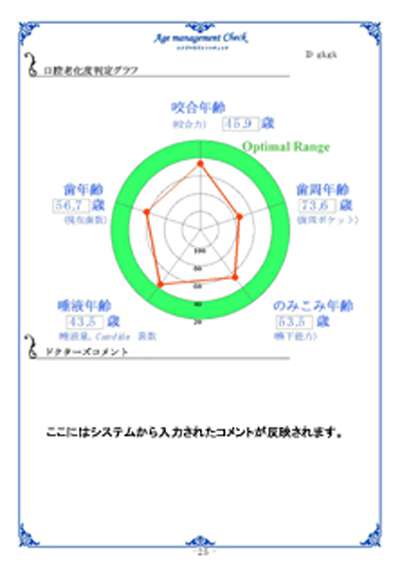 Age management Check
エイジマネジメントチェック
ID gkgk
口腔老化度判定グラフ
咬合年齢
(咬合力) 45.9 歳
Optimal Range
歯年齢
56.7 歳
(現在歯数)
歯周年齢
73.6 歳
(歯周ポケット)
100
80
60
40
20
唾液年齢
43.5 歳
(唾液量, Candida 菌数
のみこみ年齢
53.5 歳
(嚥下能力)
ドクターズコメント
ここにはシステムから入力されたコメントが反映されます。